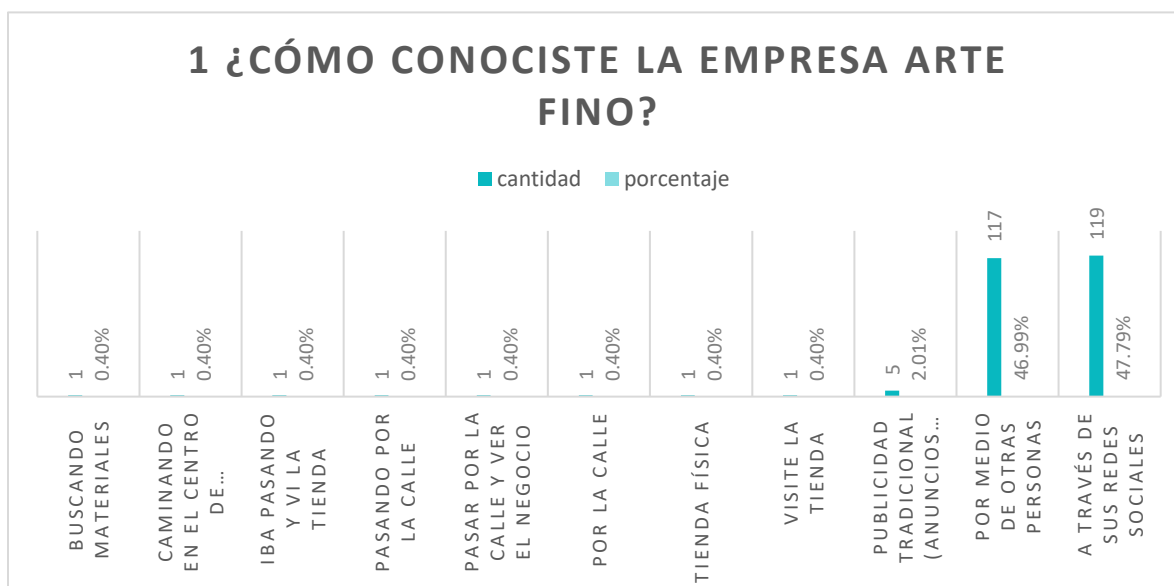 1 ¿CÓMO CONOCISTE LA EMPRESA ARTE
FINO?
cantidad porcentaje
1
0.40%
1
0.40%
1
0.40%
1
0.40%
1
0.40%
1
0.40%
1
0.40%
1
0.40%
5
2.01%
117
46.99%
119
47.79%
BUSCANDO
MATERIALES
CAMINANDO
EN EL CENTRO
DE…
IBA PASANDO
Y VI LA
TIENDA
PASANDO POR
LA CALLE
PASAR POR LA
CALLE Y VER
EL NEGOCIO
POR LA CALLE
TIENDA FÍSICA
VISITE LA
TIENDA
PUBLICIDAD
TRADICIONAL
(ANUNCIOS…
POR MEDIO
DE OTRAS
PERSONAS
A TRAVÉS DE
SUS REDES
SOCIALES